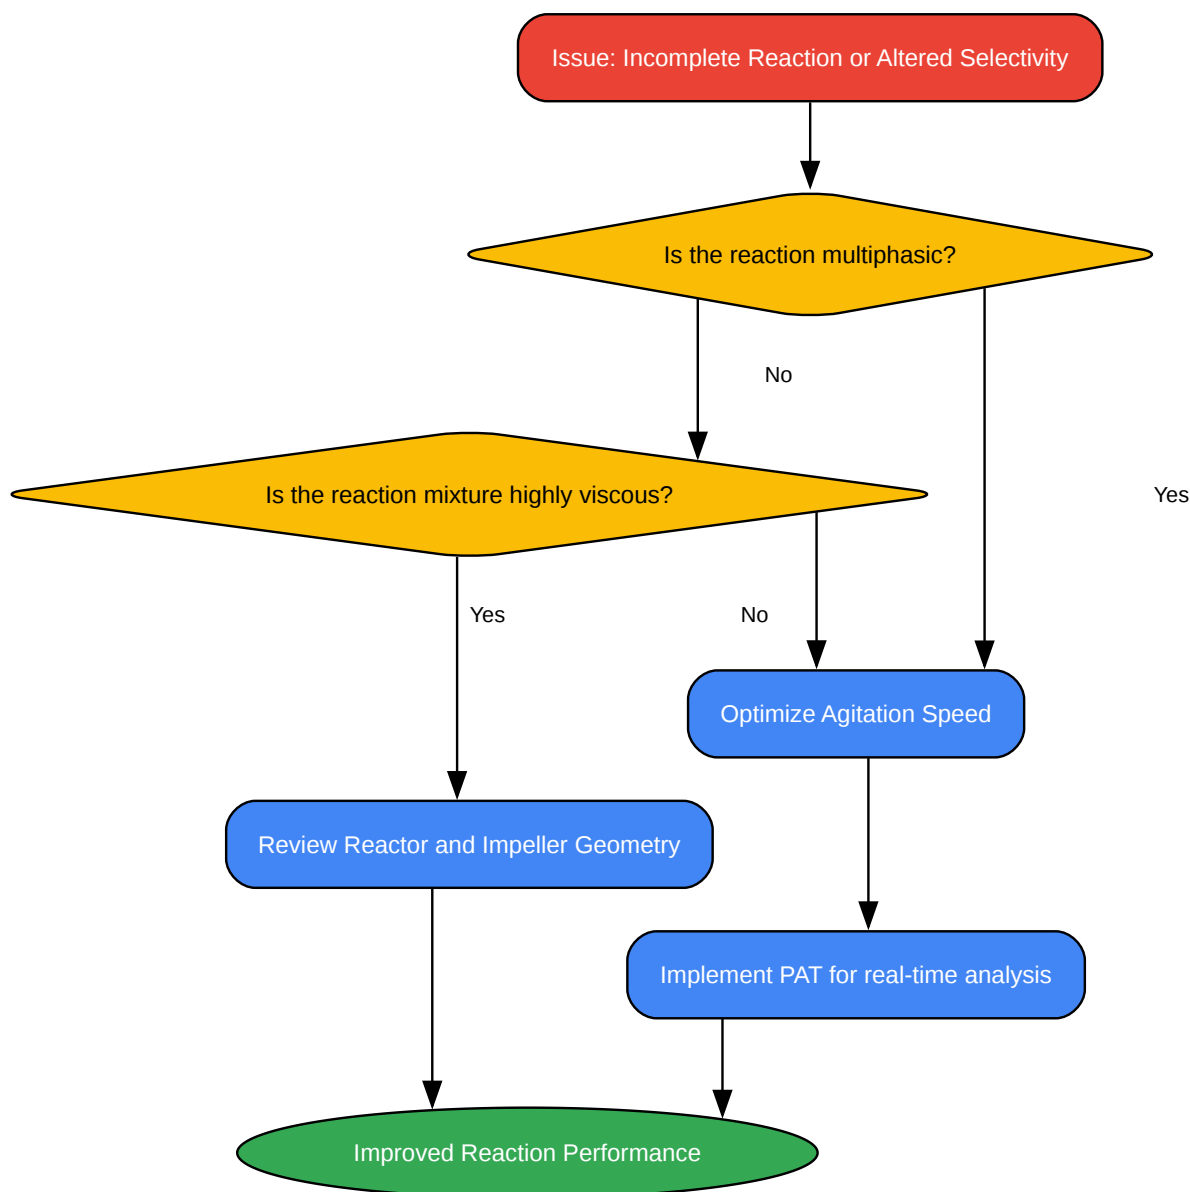 Issue: Incomplete Reaction or Altered Selectivity
Is the reaction multiphasic?
No
Is the reaction mixture highly viscous?
Yes
Yes
No
Optimize Agitation Speed
Review Reactor and Impeller Geometry
Implement PAT for real-time analysis
Improved Reaction Performance